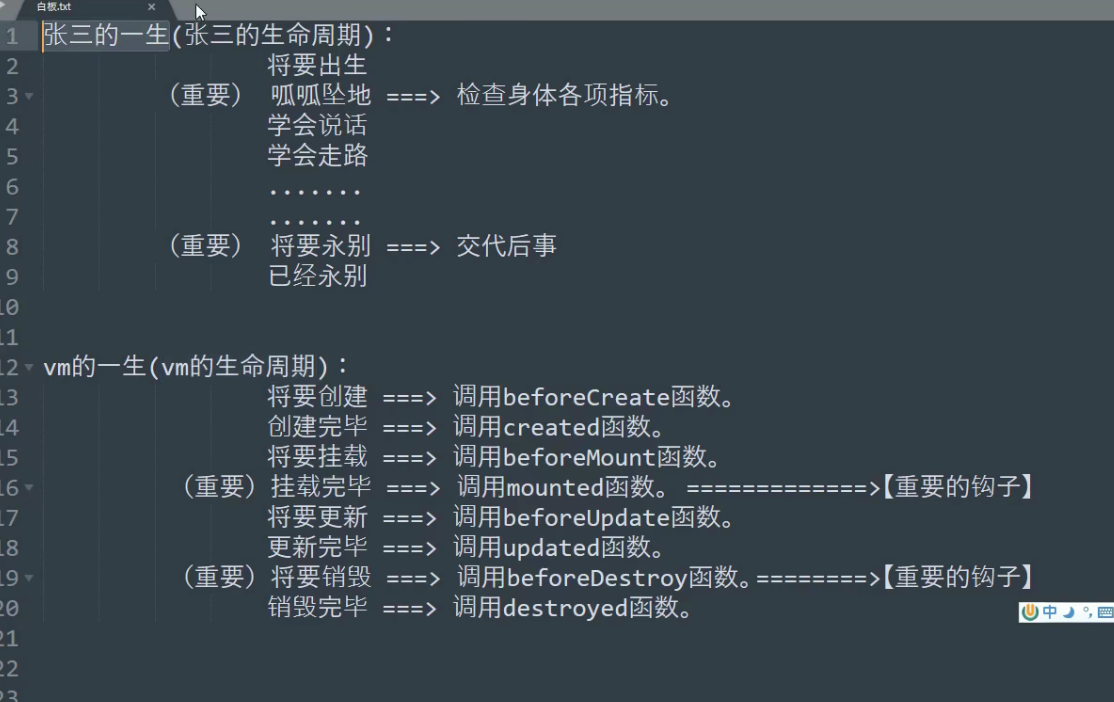 白板.txt
1 张三的一生(张三的生命周期)：
2 将要出生
3 （重要） 呱呱坠地 ===> 检查身体各项指标。
4 学会说话
5 学会走路
6 .......
7 .......
8 （重要） 将要永别 ===> 交代后事
9 已经永别
10
11
12 vm的一生(vm的生命周期)：
13 将要创建 ===> 调用beforeCreate函数。
14 创建完毕 ===> 调用created函数。
15 将要挂载 ===> 调用beforeMount函数。
16 （重要）挂载完毕 ===> 调用mounted函数。 =============>【重要的钩子】
17 将要更新 ===> 调用beforeUpdate函数。
18 更新完毕 ===> 调用updated函数。
19 （重要）将要销毁 ===> 调用beforeDestroy函数。========>【重要的钩子】
20 销毁完毕 ===> 调用destroyed函数。
中
21
22
23